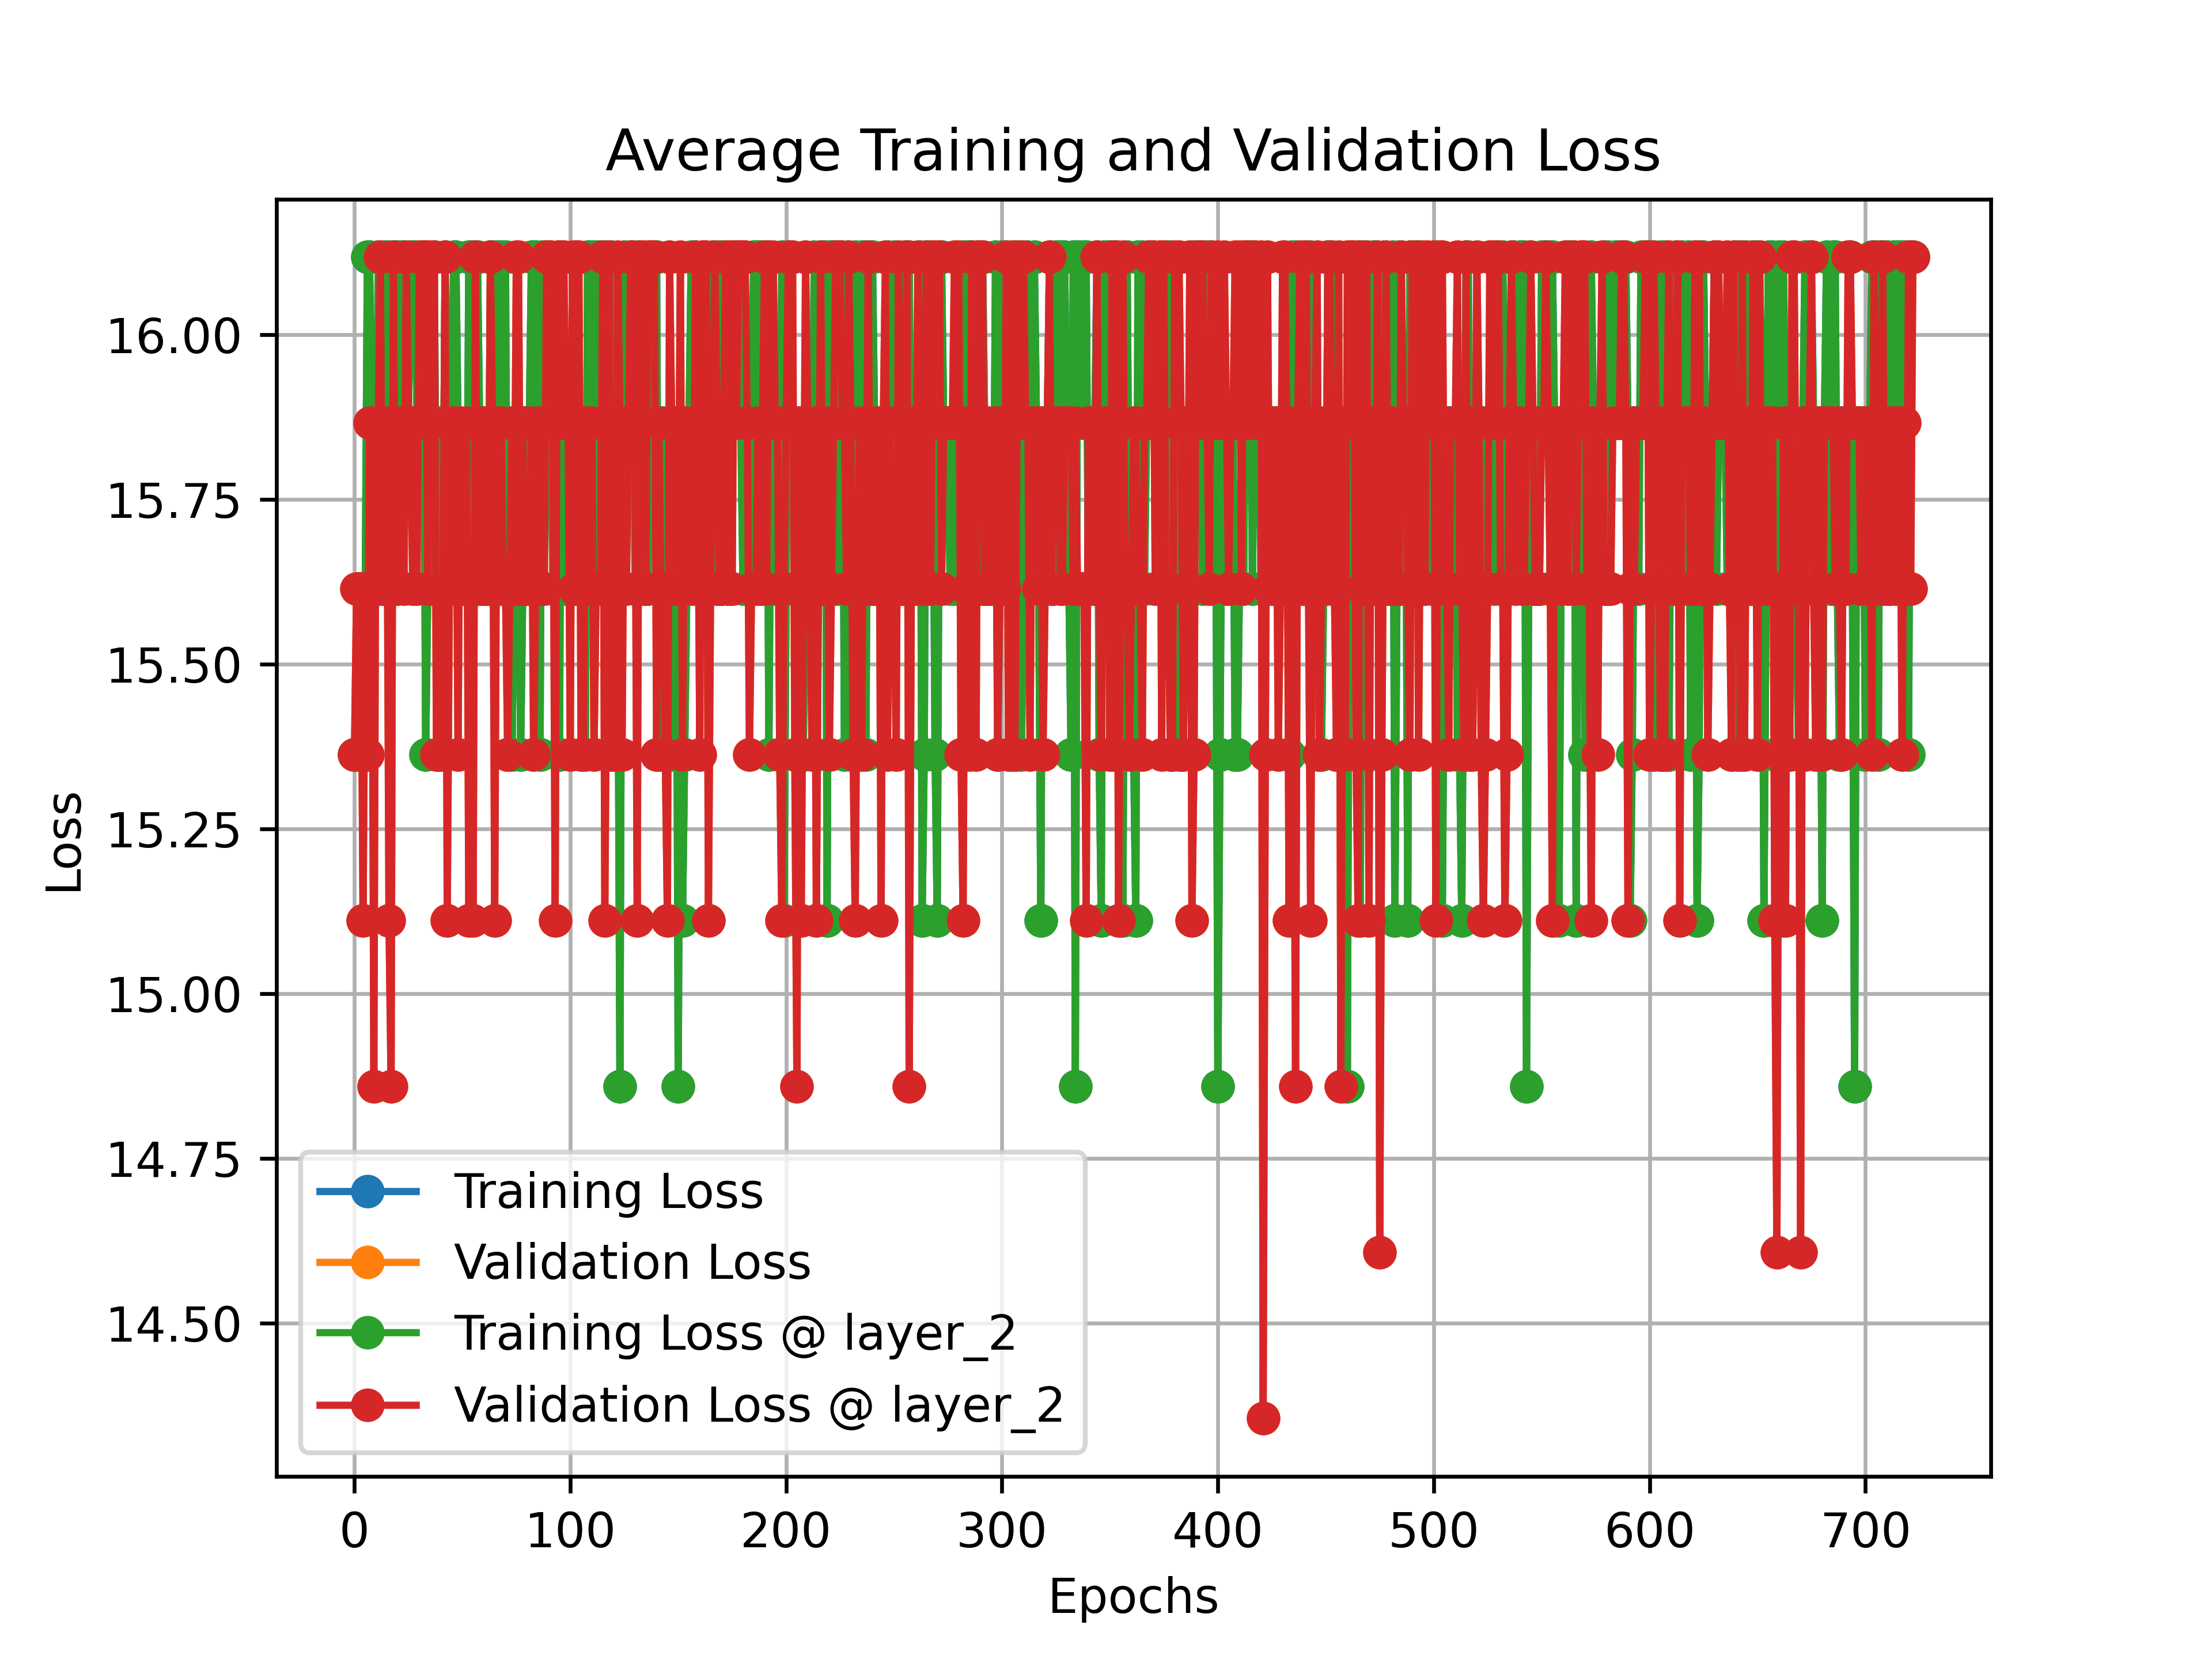 Average Training and Validation Loss
16.00
15.75
15.50
15.25
15.00
14.75
14.50
Loss
Training Loss
Validation Loss
Training Loss @ layer_2
Validation Loss @ layer_2
0 100 200 300 400 500 600 700
Epochs